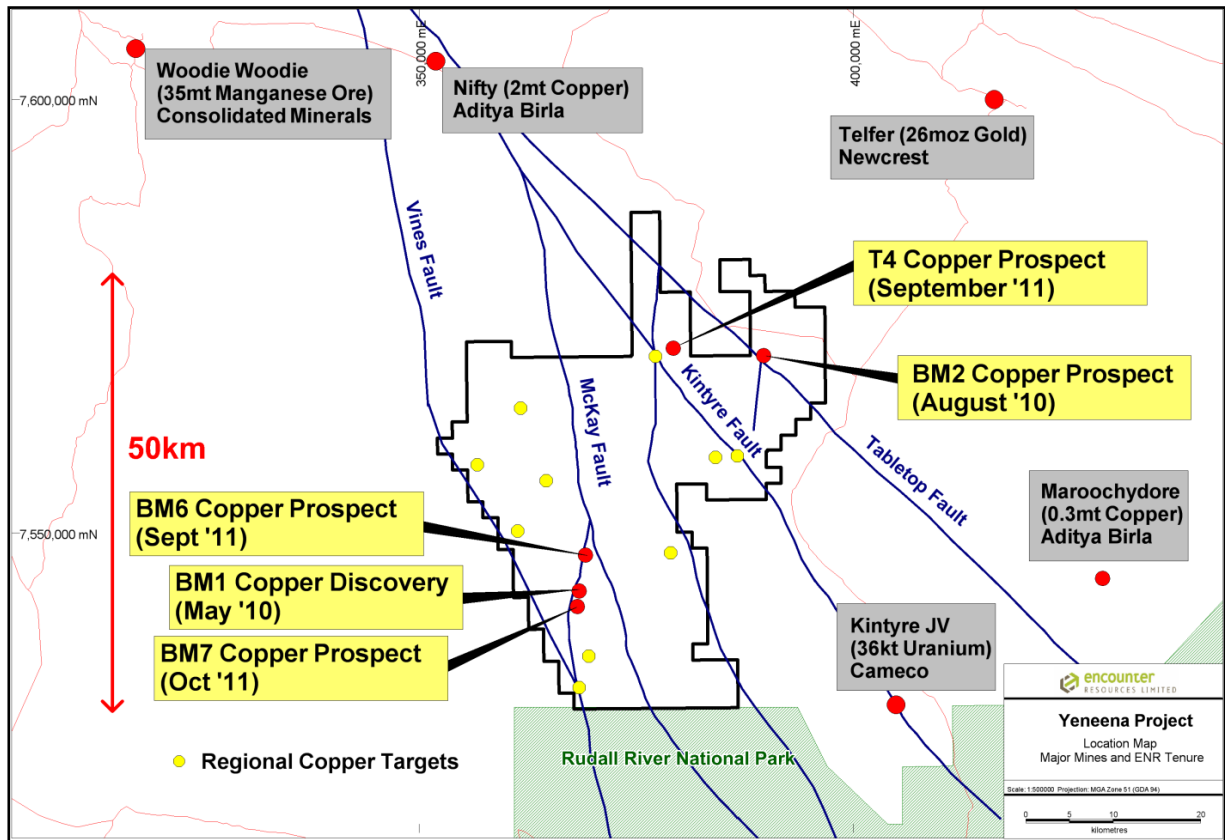 350,000 mE
400,000 mE
7,600,000 mN
7,550,000 mN
Woodie Woodie
(35mt Manganese Ore)
Consolidated Minerals
Nifty (2mt Copper)
Aditya Birla
Telfer (26moz Gold)
Newcrest
Vines Fault
McKay Fault
Kintyre Fault
Tabletop Fault
T4 Copper Prospect
(September '11)
BM2 Copper Prospect
(August '10)
50km
BM6 Copper Prospect
(Sept '11)
BM1 Copper Discovery
(May '10)
BM7 Copper Prospect
(Oct '11)
Maroochydore
(0.3mt Copper)
Aditya Birla
Kintyre JV
(36kt Uranium)
Cameco
Regional Copper Targets
Rudall River National Park
encounter
RESOURCES LIMITED
Yeneena Project
Location Map
Major Mines and ENR Tenure
Scale: 1:500000 Projection: MGA Zone 51 (GDA 94)
0 5 10 20
kilometres